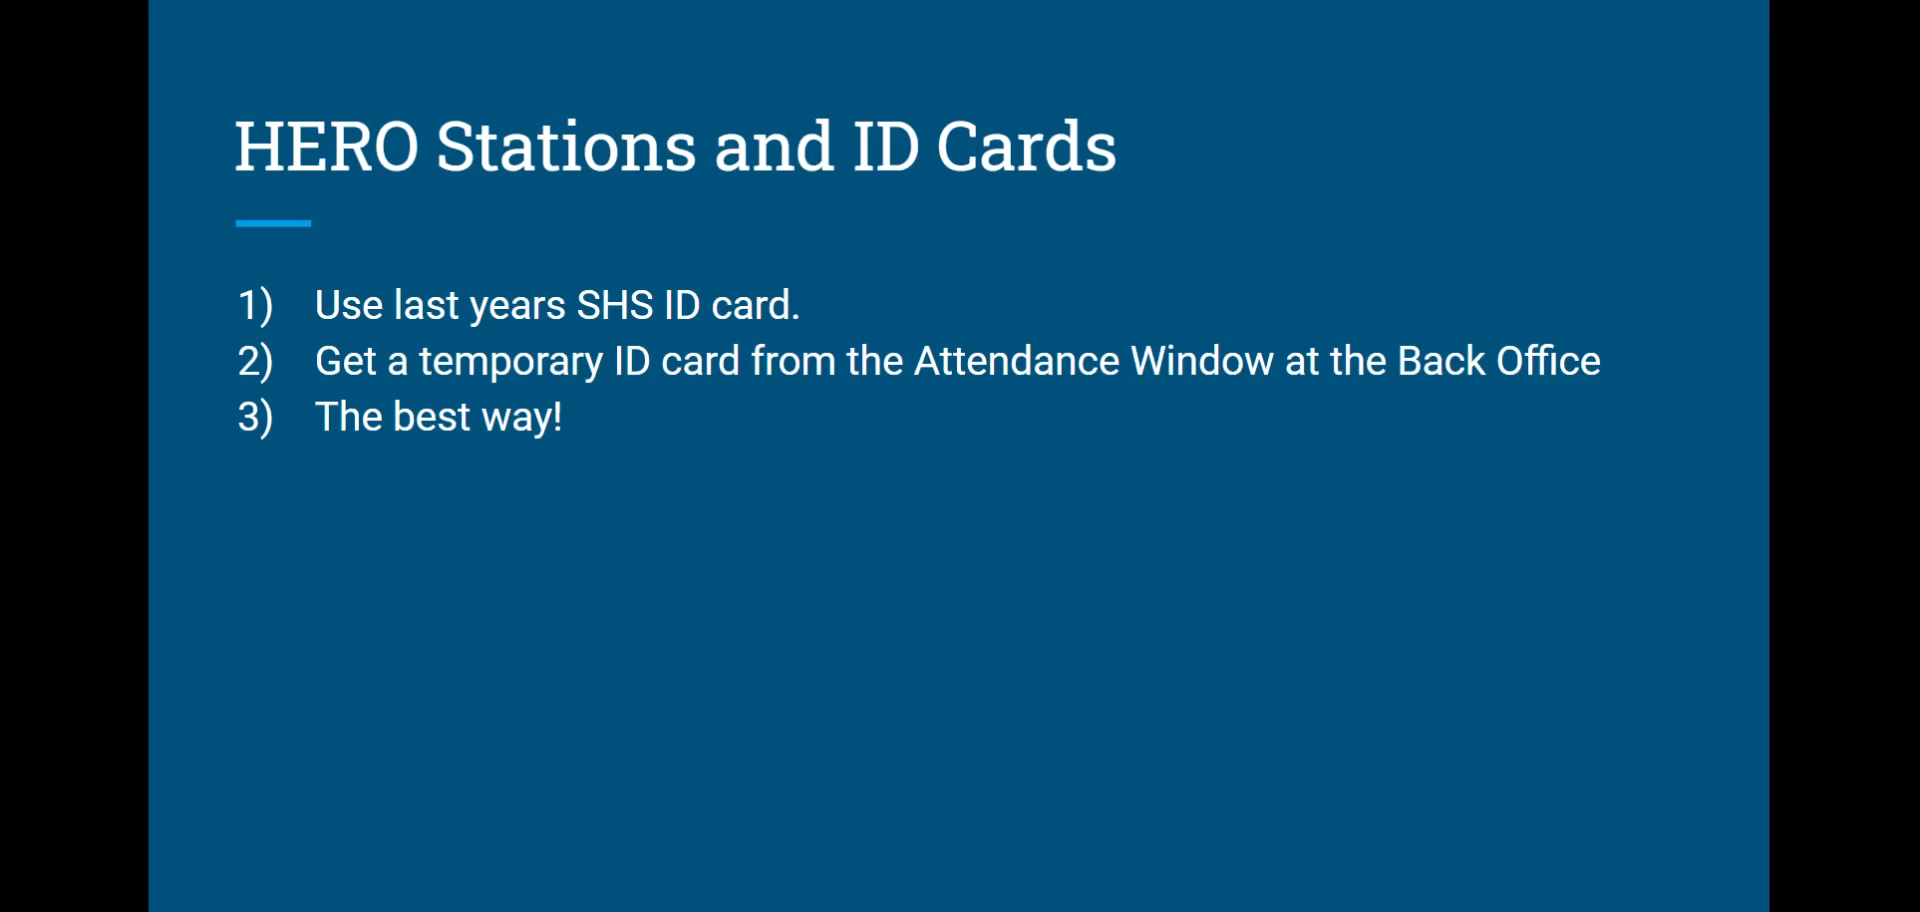 HERO Stations and ID Cards
1) Use last years SHS ID card.
2) Get a temporary ID card from the Attendance Window at the Back Office
3) The best way!